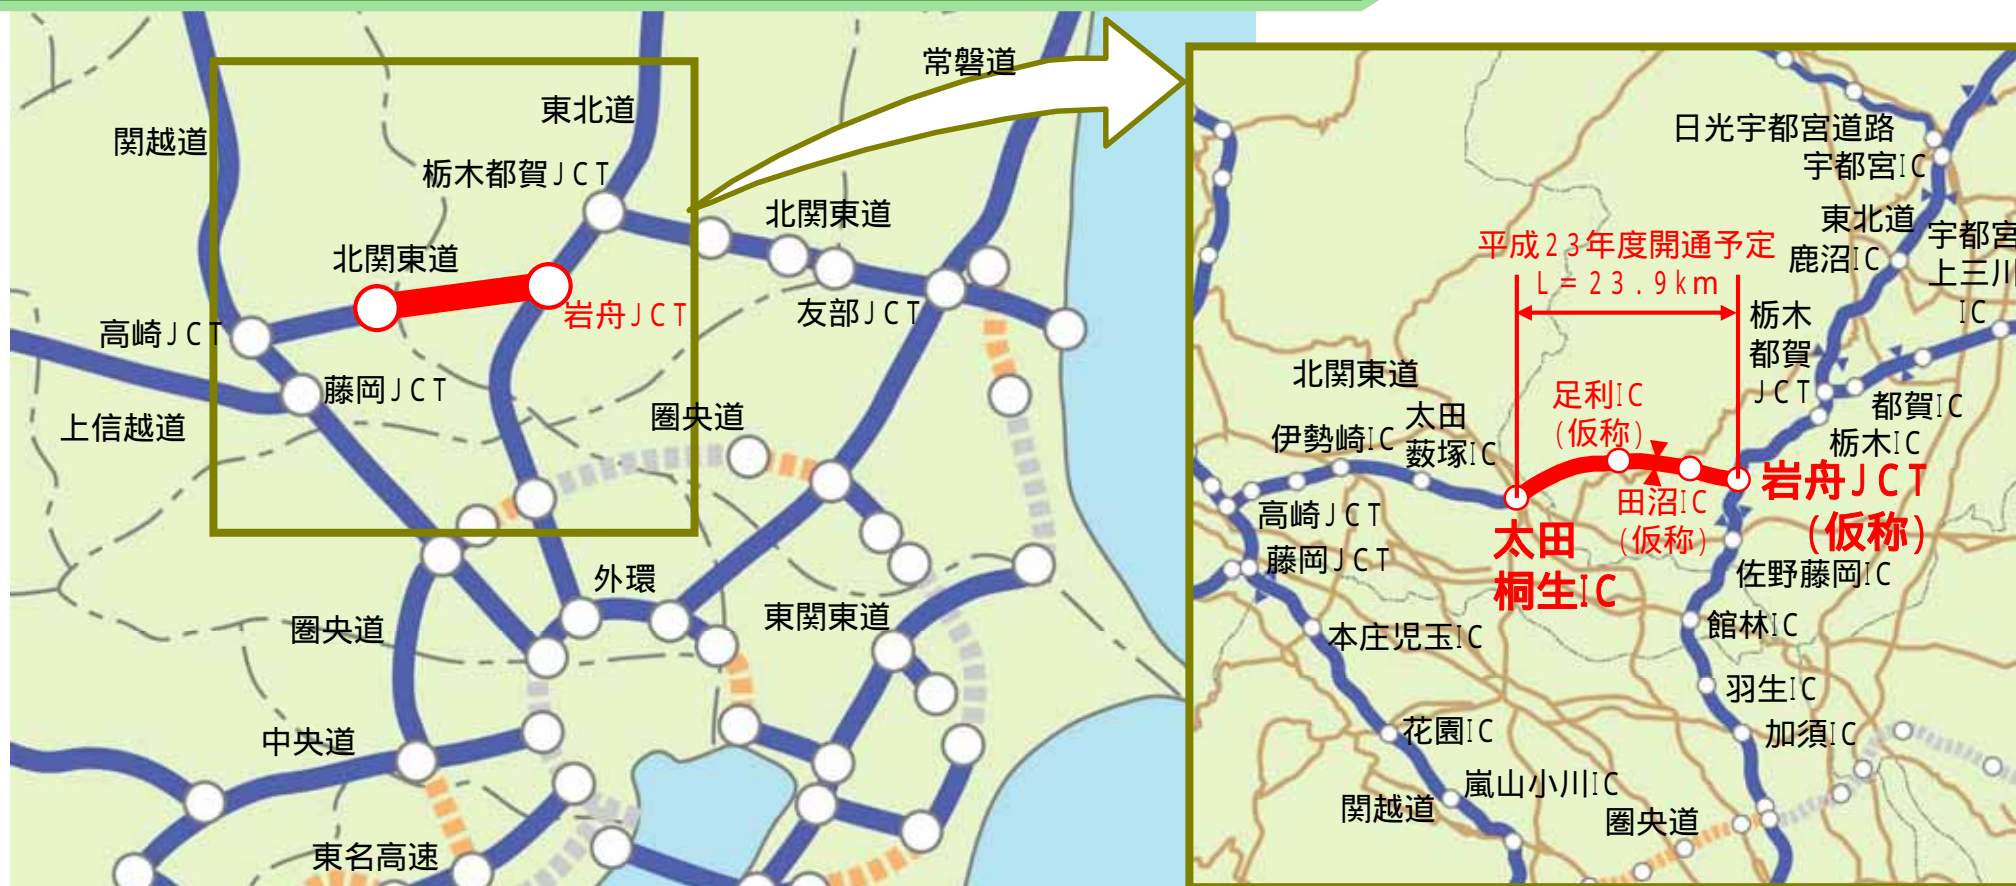 常磐道
東北道
関越道
栃木都賀JCT
北関東道
北関東道
岩舟JCT
友部JCT
高崎JCT
藤岡JCT
上信越道
圏央道
外環
圏央道
東関東道
中央道
東名高速
日光宇都宮道路
宇都宮IC
東北道
鹿沼IC
宇都宮
上三川
IC
平成23年度開通予定
L=23.9km
栃木
都賀
JCT
北関東道
足利IC
(仮称)
都賀IC
栃木IC
伊勢崎IC
太田
薮塚IC
岩舟JCT
(仮称)
田沼IC
(仮称)
高崎JCT
太田
桐生IC
藤岡JCT
佐野藤岡IC
館林IC
本庄児玉IC
羽生IC
花園IC
加須IC
嵐山小川IC
関越道
圏央道